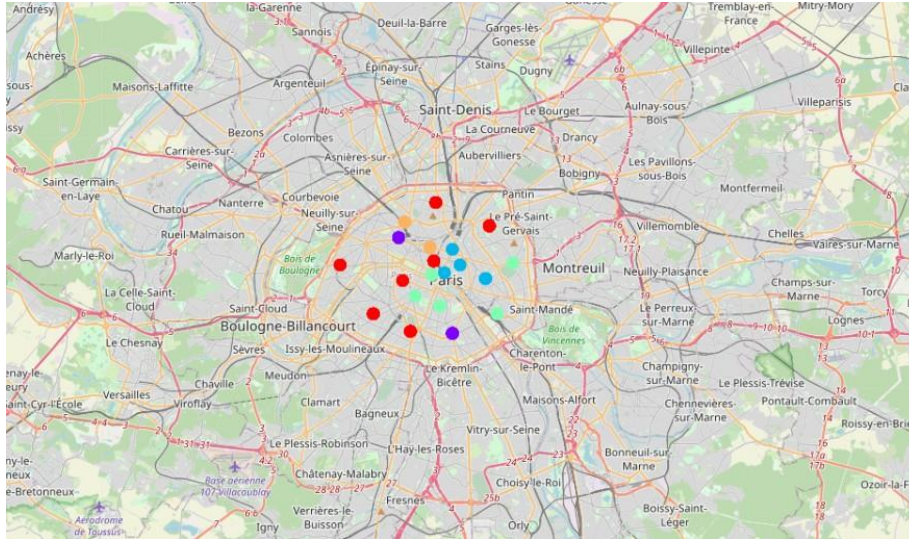 Andrésy
la-Garenne
Sannois
Deuil-la-Barre
Gonesse
Tremblay-en-
France
Mitry-Mory
Achères
Garges-lès-
Gonesse
Villepinte
Épinay-sur-
Seine
Stains
Dugny
Maisons-Laffitte
Argenteuil
Saint-Denis
Le Bourget
Aulnay-sous-
Bois
Villeparisis
Bezons
Colombes
La Courneuve
Drancy
Carrières-sur-
Seine
Asnières-sur-
Seine
Aubervilliers
Bobigny
Les Pavillons-
sous-Bois
Saint-Germain-
en-Laye
Nanterre
Courbevoie
Pantin
Montfermeil
Chatou
Neuilly-sur-
Seine
Le Pré-Saint-
Gervais
Rueil-Malmaison
Villemomble
Chelles
Vaires-sur-Marne
Marly-le-Roi
Bois de
Boulogne
Montreuil
Neuilly-Plaisance
Paris
Champs-sur-
Marne
Torcy
La Celle-Saint-
Cloud
Saint-Cloud
Saint-Mandé
Le Perreux-
sur-Marne
Lognes
Boulogne-Billancourt
Bois de
Vincennes
Le Chesnay
Sèvres
Issy-les-Moulineaux
Charenton-
le-Pont
Champigny-
sur-Marne
Meudon
Le Kremlin-
Bicêtre
Chaville
Le Plessis-Trévise
Versailles
Viroflay
Clamart
Maisons-Alfort
Chennevières-
sur-Marne
Pontault-Combault
Saint-Cyr-l'École
Bagneux
Vitry-sur-Seine
Roissy-en-Brie
Le Plessis-Robinson
L'Haÿ-les-Roses
Bonneuil-sur-
Marne
Base aérienne
107-Villacoublay
Châtenay-Malabry
Choisy-le-Roi
Fresnes
Ozoir-la-F
Verrières-le-
Buisson
Boissy-Saint-
Léger
Aérodrome
de Toussus
Igny
Orly